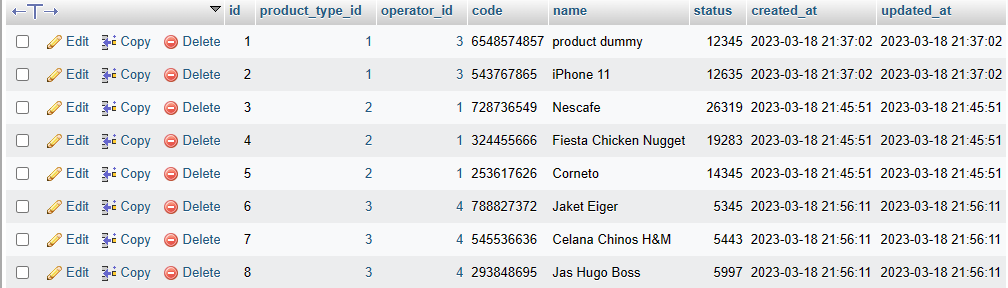 id product_type_id operator_id code name status created_at updated_at
Edit Copy Delete 1 1 3 6548574857 product dummy 12345 2023-03-18 21:37:02 2023-03-18 21:37:02
Edit Copy Delete 2 1 3 543767865 iPhone 11 12635 2023-03-18 21:37:02 2023-03-18 21:37:02
Edit Copy Delete 3 2 1 728736549 Nescafe 26319 2023-03-18 21:45:51 2023-03-18 21:45:51
Edit Copy Delete 4 2 1 324455666 Fiesta Chicken Nugget 19283 2023-03-18 21:45:51 2023-03-18 21:45:51
Edit Copy Delete 5 2 1 253617626 Corneto 14345 2023-03-18 21:45:51 2023-03-18 21:45:51
Edit Copy Delete 6 3 4 788827372 Jaket Eiger 5345 2023-03-18 21:56:11 2023-03-18 21:56:11
Edit Copy Delete 7 3 4 545536636 Celana Chinos H&M 5443 2023-03-18 21:56:11 2023-03-18 21:56:11
Edit Copy Delete 8 3 4 293848695 Jas Hugo Boss 5997 2023-03-18 21:56:11 2023-03-18 21:56:11